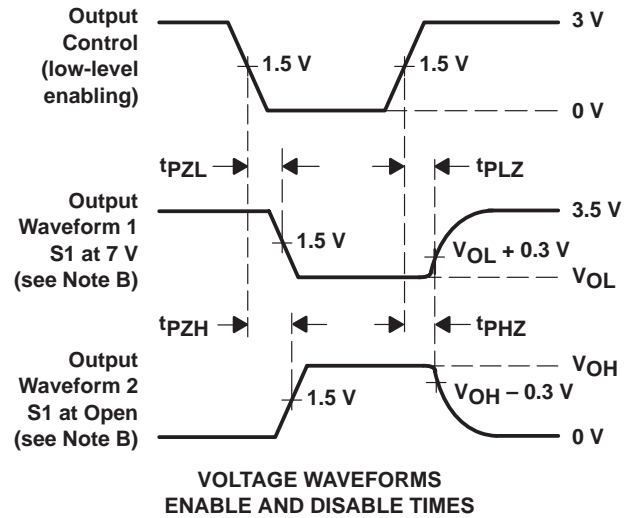 Output
Control
(low-level
enabling)
1.5 V
1.5 V
3 V
0 V
tPZL
tPLZ
Output
Waveform 1
S1 at 7 V
(see Note B)
1.5 V
3.5 V
VOL + 0.3 V
VOL
tPZH
tPHZ
Output
Waveform 2
S1 at Open
(see Note B)
1.5 V
VOH
VOH – 0.3 V
0 V
VOLTAGE WAVEFORMS
ENABLE AND DISABLE TIMES